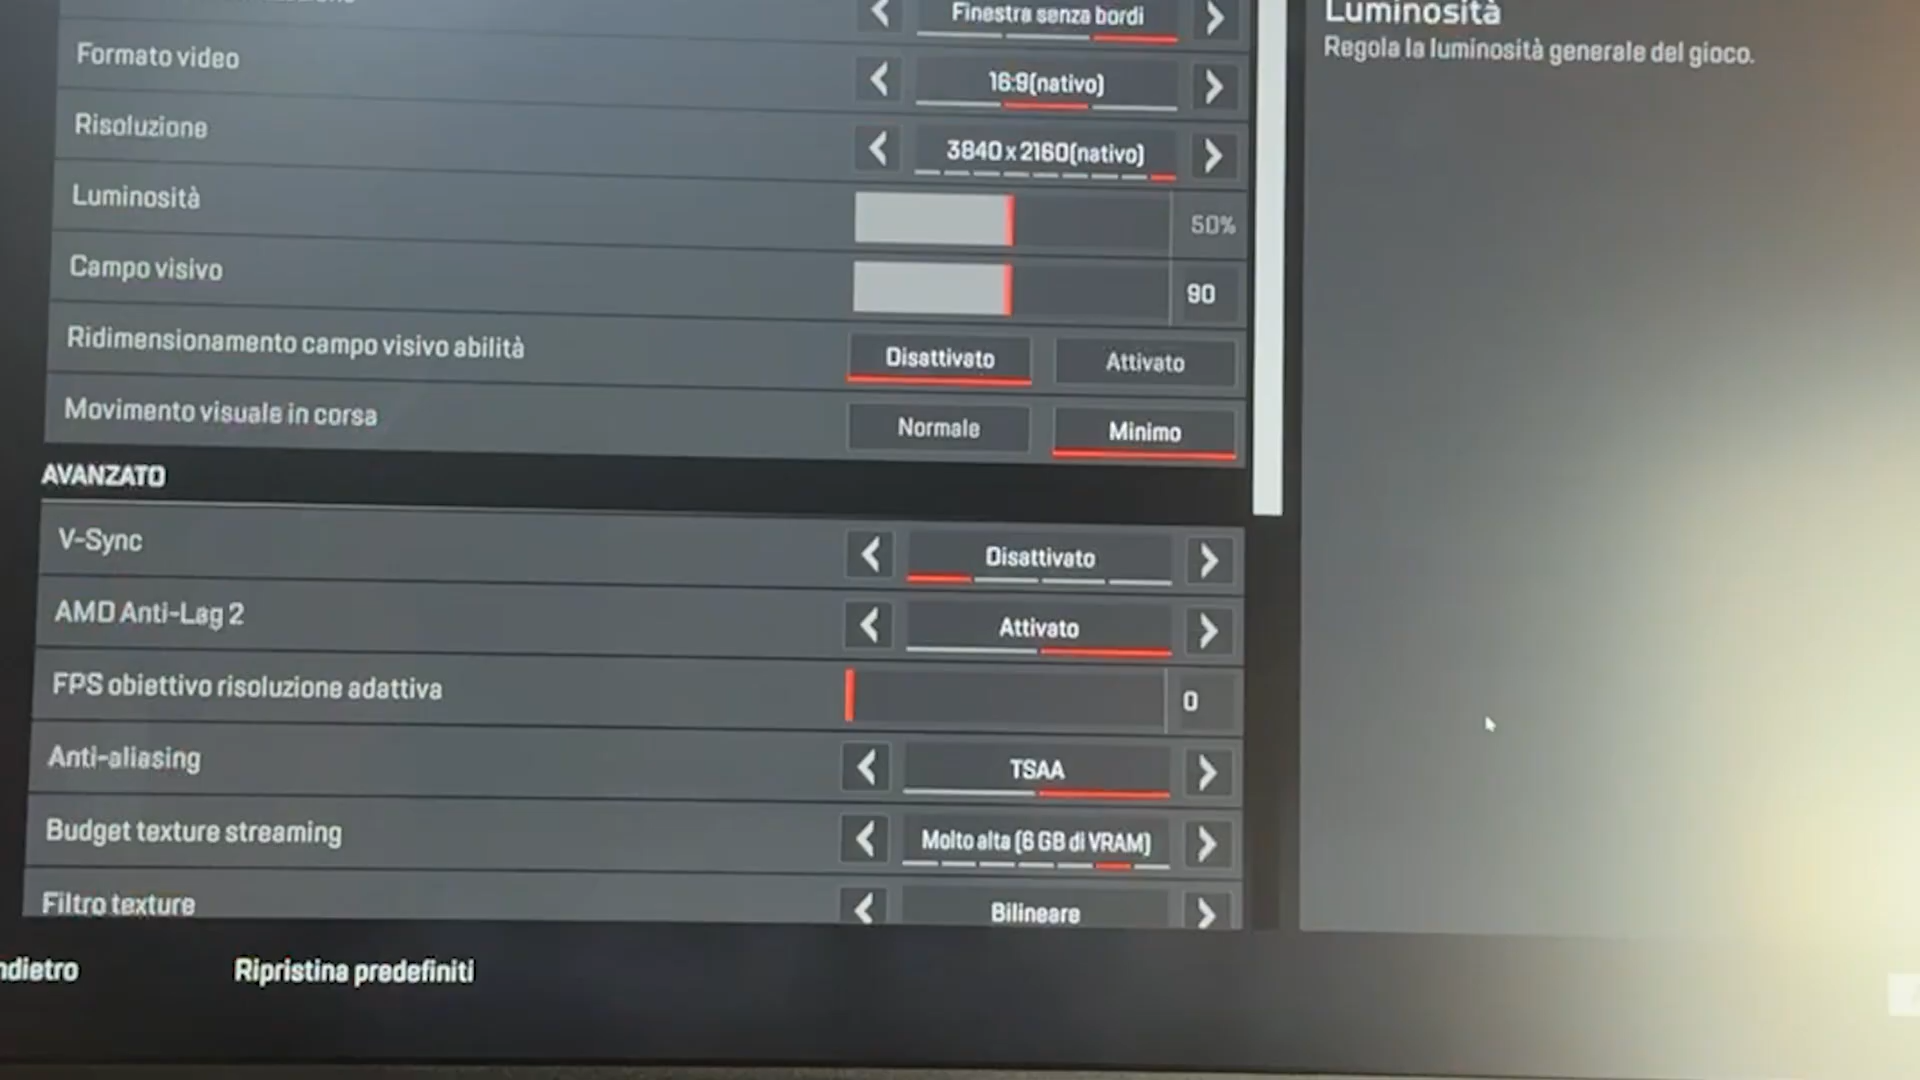 Finestra senza bordi
Formato video
16:9(nativo)
Risoluzione
3840 x 2160(nativo)
Luminosità
50%
Campo visivo
90
Ridimensionamento campo visivo abilità
Disattivato
Attivato
Movimento visuale in corsa
Normale
Minimo
AVANZATO
V-Sync
Disattivato
AMD Anti-Lag 2
Attivato
FPS obiettivo risoluzione adattiva
0
Anti-aliasing
TSAA
Budget texture streaming
Molto alta (6 GB di VRAM)
Filtro texture
Bilineare
ndietro
Ripristina predefiniti
Luminosità
Regola la luminosità generale del gioco.